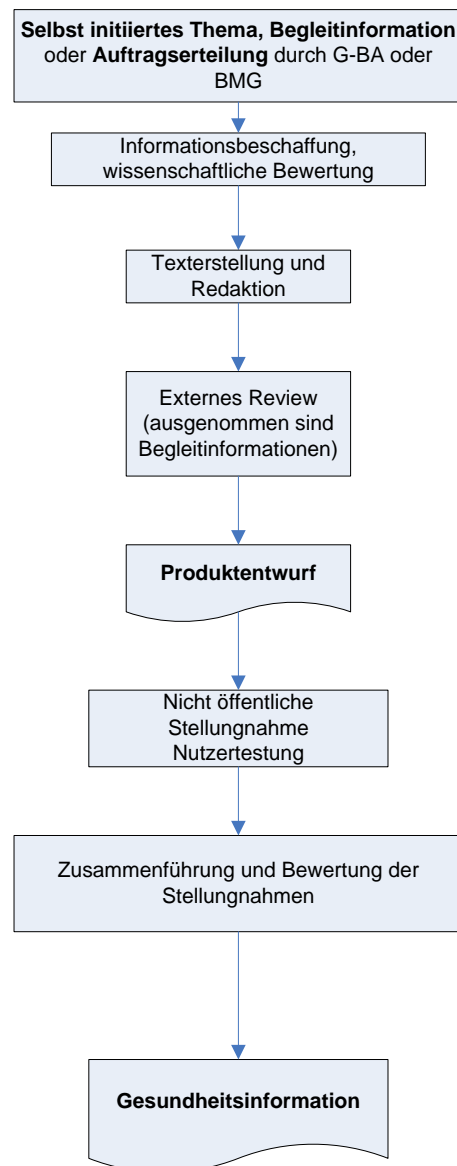 Selbst initiiertes Thema, Begleitinformation
oder Auftragserteilung durch G-BA oder
BMG
Informationsbeschaffung,
wissenschaftliche Bewertung
Texterstellung und
Redaktion
Externes Review
(ausgenommen sind
Begleitinformationen)
Produktentwurf
Nicht öffentliche
Stellungnahme
Nutzertestung
Zusammenführung und Bewertung der
Stellungnahmen
Gesundheitsinformation